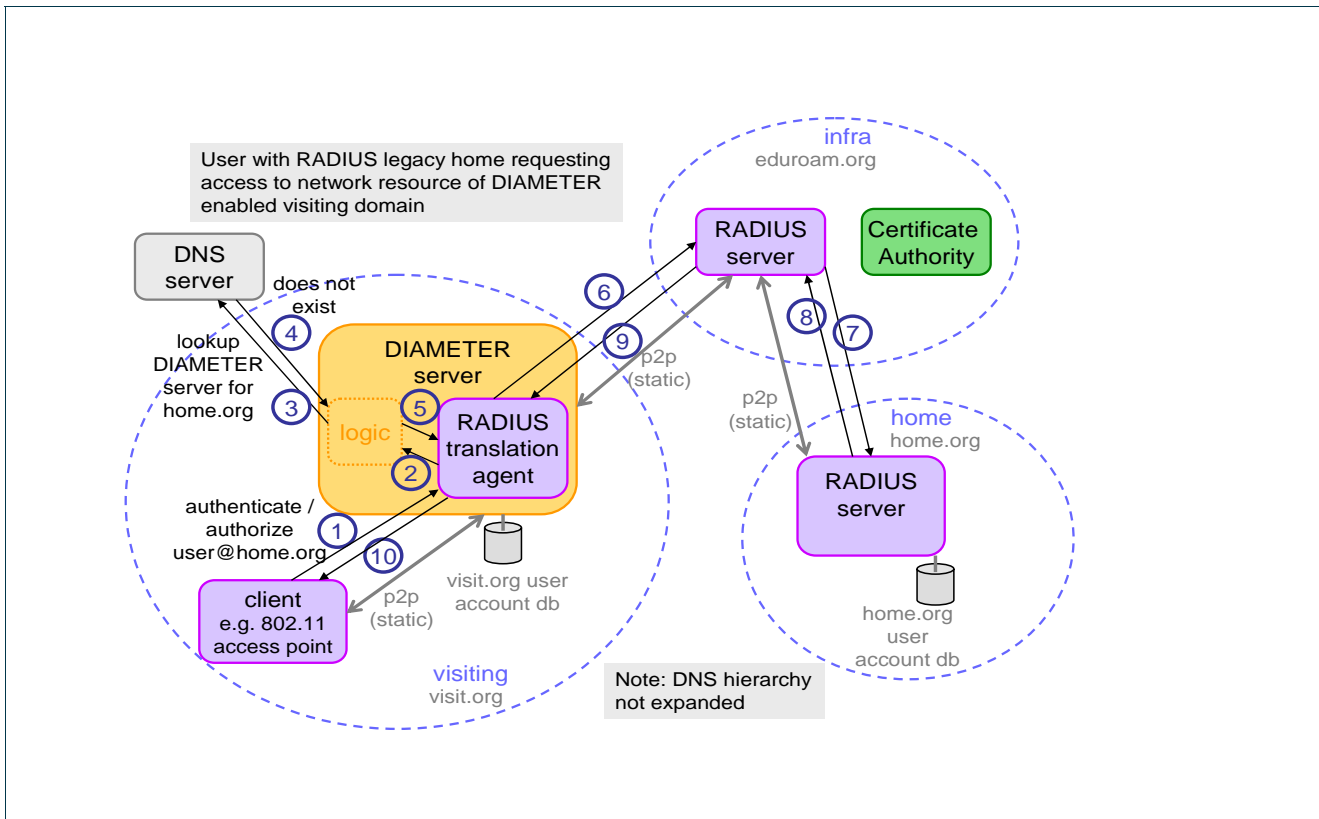 infra
eduroam.org
User with RADIUS legacy home requesting
access to network resource of DIAMETER
enabled visiting domain
RADIUS
server
Certificate
Authority
DNS
server
does not
exist
4
lookup
DIAMETER
server for
home.org
3
DIAMETER
server
logic
5
2
RADIUS
translation
agent
6
9
8
7
p2p
(static)
p2p
(static)
home
home.org
RADIUS
server
home.org
user
account db
authenticate /
authorize
user@home.org
1
10
visit.org user
account db
p2p
(static)
client
e.g. 802.11
access point
visiting
visit.org
Note: DNS hierarchy
not expanded